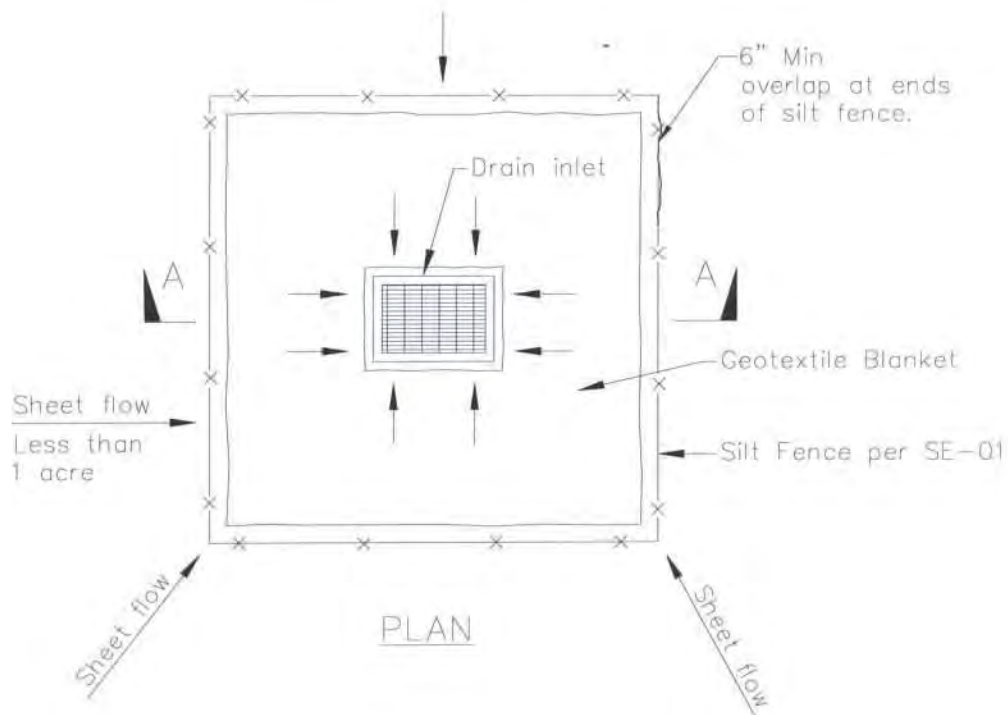 6" Min
overlap at ends
of silt fence.
Drain inlet
A
A
Geotextile Blanket
Sheet flow
Less than
1 acre
Silt Fence per SE-01
Sheet flow
Sheet flow
PLAN